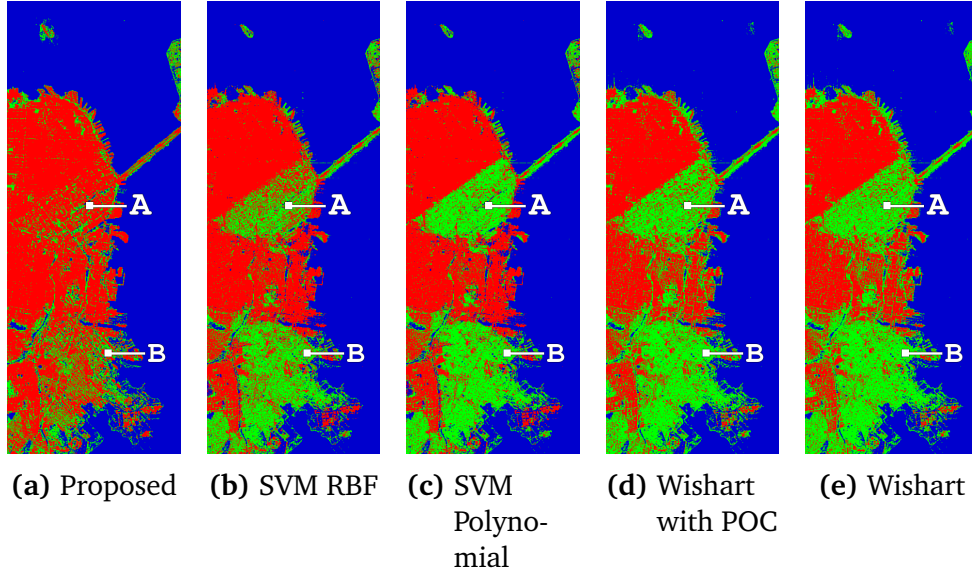 A A A A A
B B B B B
(a) Proposed (b) SVM RBF (c) SVM (d) Wishart (e) Wishart
Polyno- with POC
mial